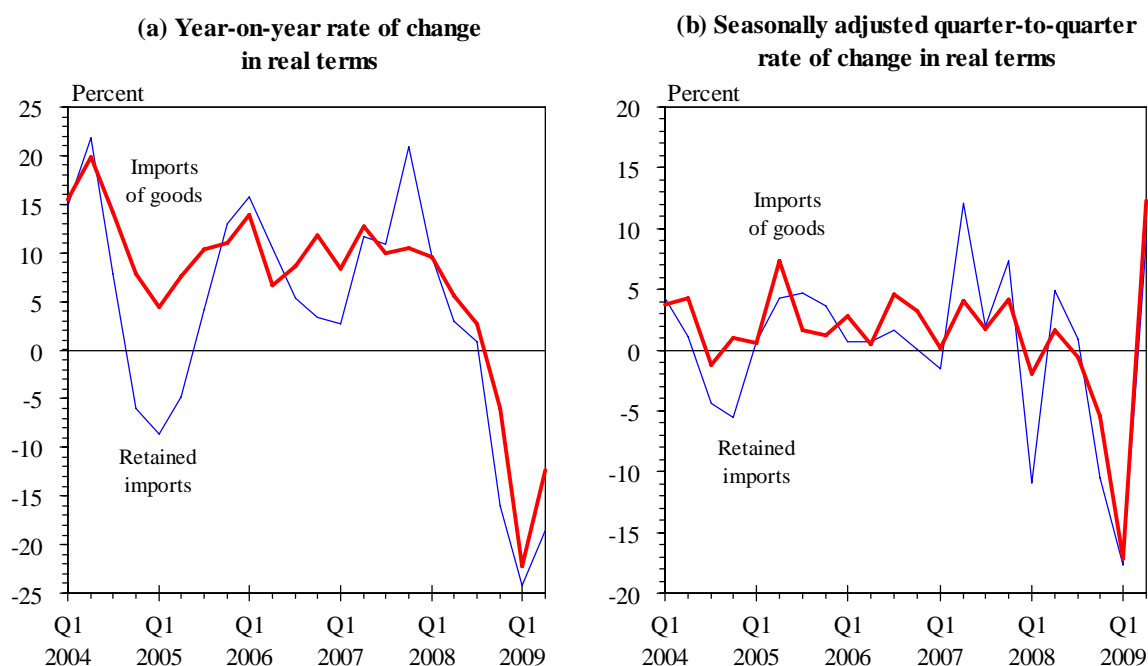 (a) Year-on-year rate of change
in real terms
Percent
25
20
15
10
5
0
-5
-10
-15
-20
-25
Imports
of goods
Retained
imports
Q1 Q1 Q1 Q1 Q1 Q1
2004 2005 2006 2007 2008 2009
(b) Seasonally adjusted quarter-to-quarter
rate of change in real terms
Percent
20
15
10
5
0
-5
-10
-15
-20
Imports
of goods
Retained
imports
Q1 Q1 Q1 Q1 Q1 Q1
2004 2005 2006 2007 2008 2009